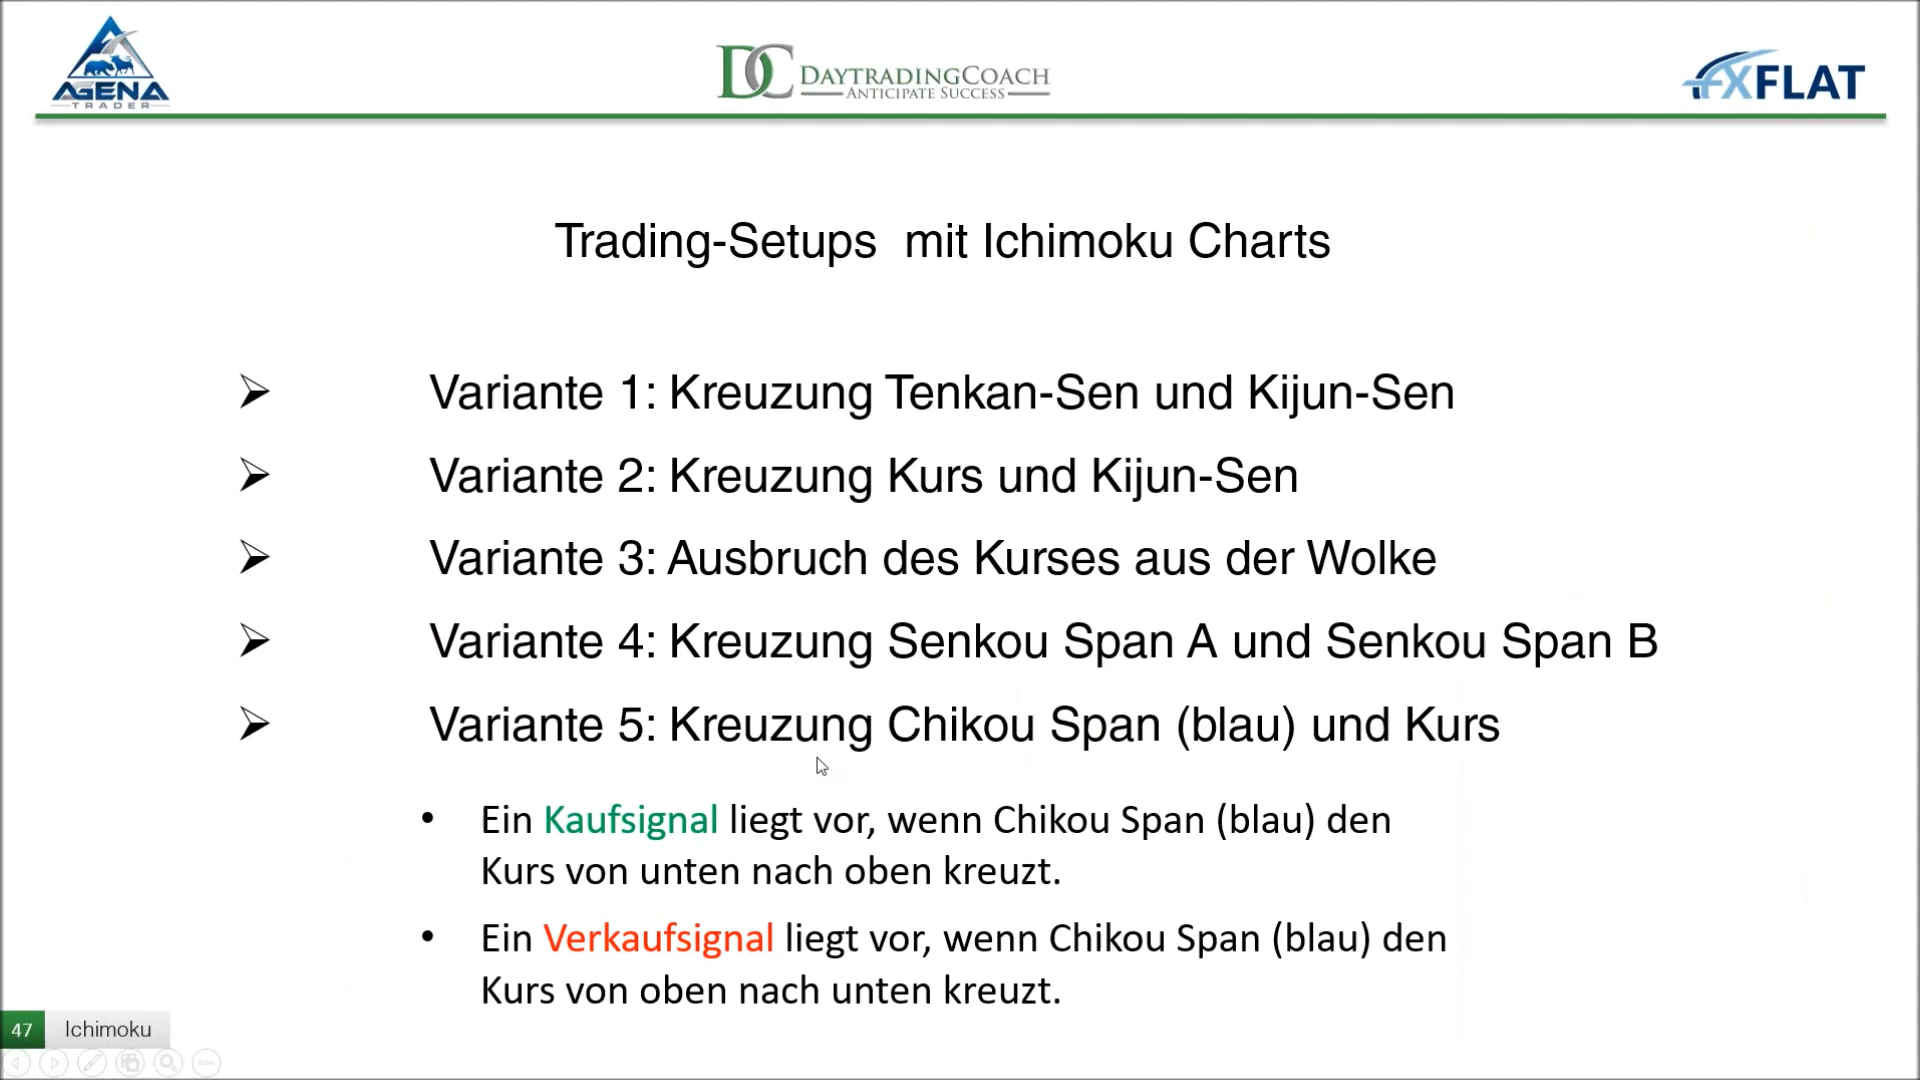 AGENA
TRADER
DC DAYTRADINGCOACH
ANTICIPATE SUCCESS
FXFLAT
Trading-Setups mit Ichimoku Charts
Variante 1: Kreuzung Tenkan-Sen und Kijun-Sen
Variante 2: Kreuzung Kurs und Kijun-Sen
Variante 3: Ausbruch des Kurses aus der Wolke
Variante 4: Kreuzung Senkou Span A und Senkou Span B
Variante 5: Kreuzung Chikou Span (blau) und Kurs
• Ein Kaufsignal liegt vor, wenn Chikou Span (blau) den
Kurs von unten nach oben kreuzt.
• Ein Verkaufsignal liegt vor, wenn Chikou Span (blau) den
Kurs von oben nach unten kreuzt.
47 Ichimoku